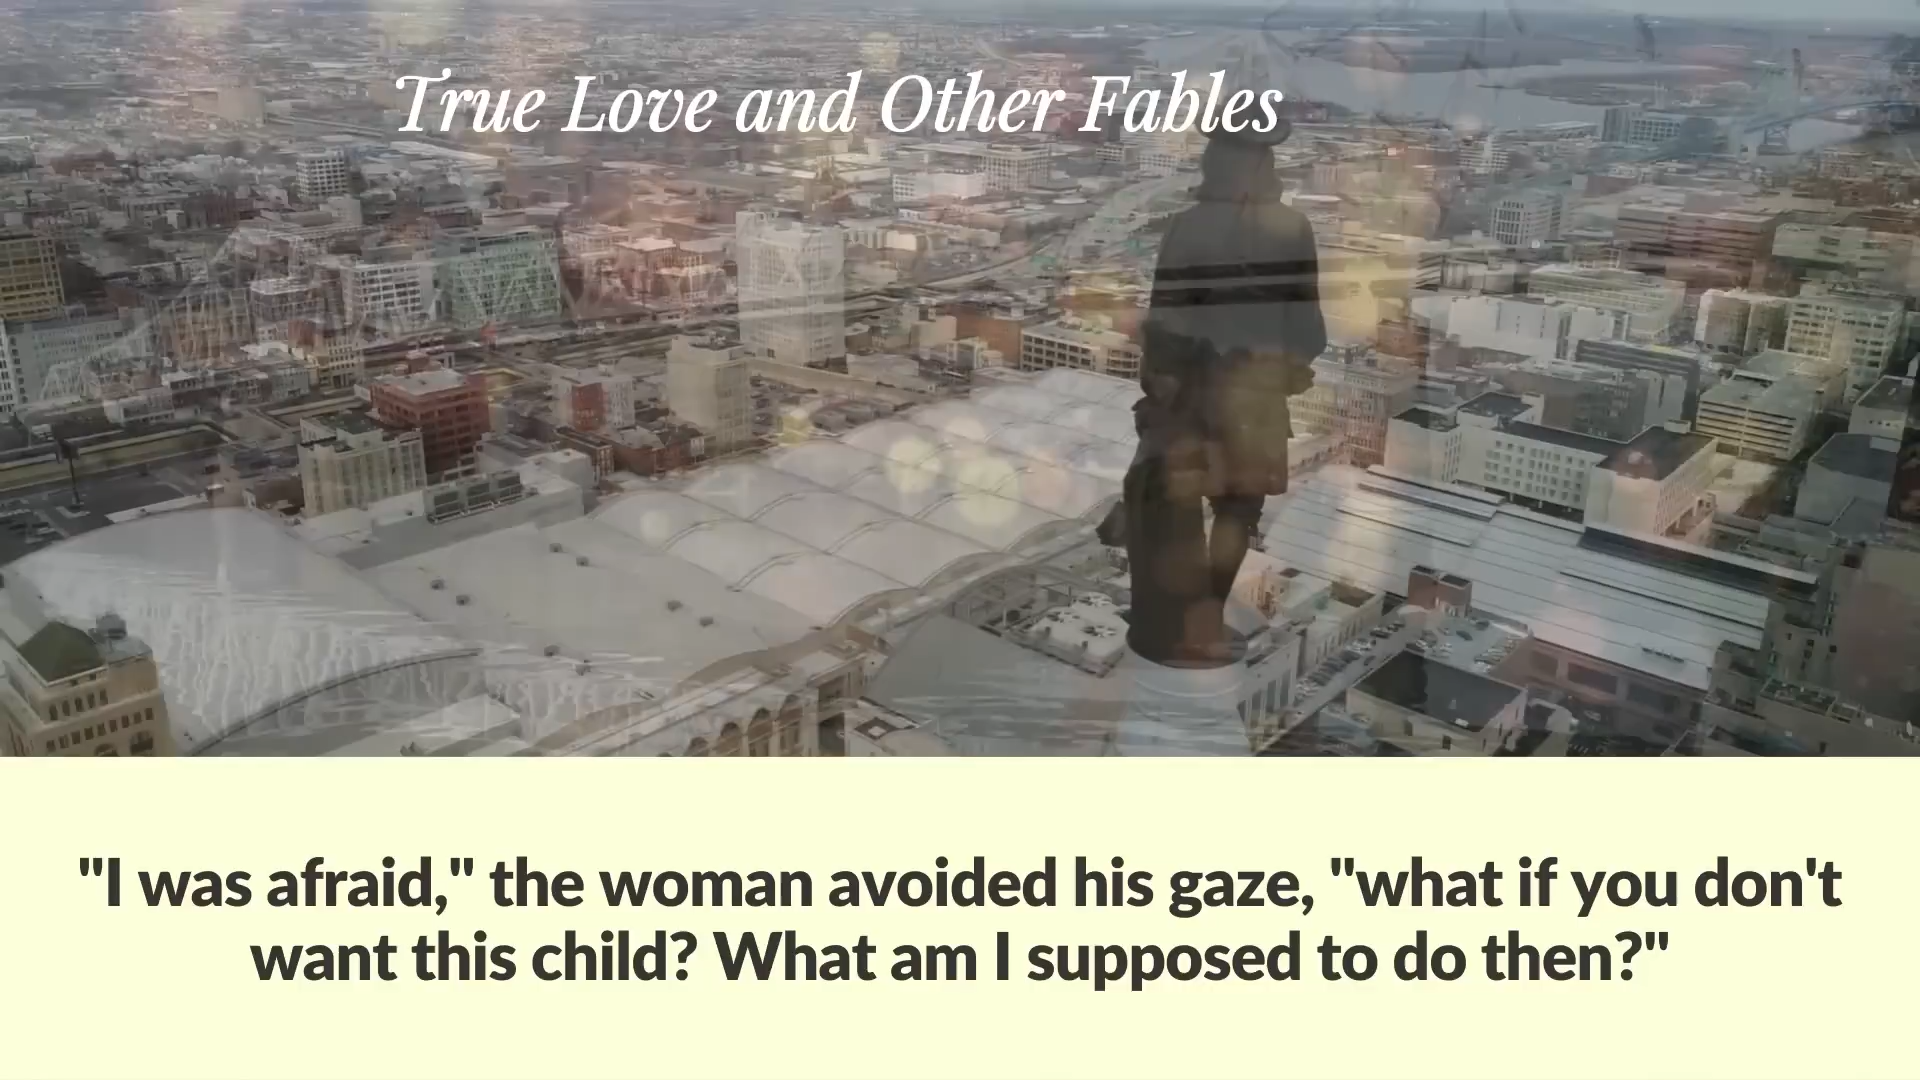 True Love and Other Fables
"I was afraid," the woman avoided his gaze, "what if you don't
want this child? What am I supposed to do then?"